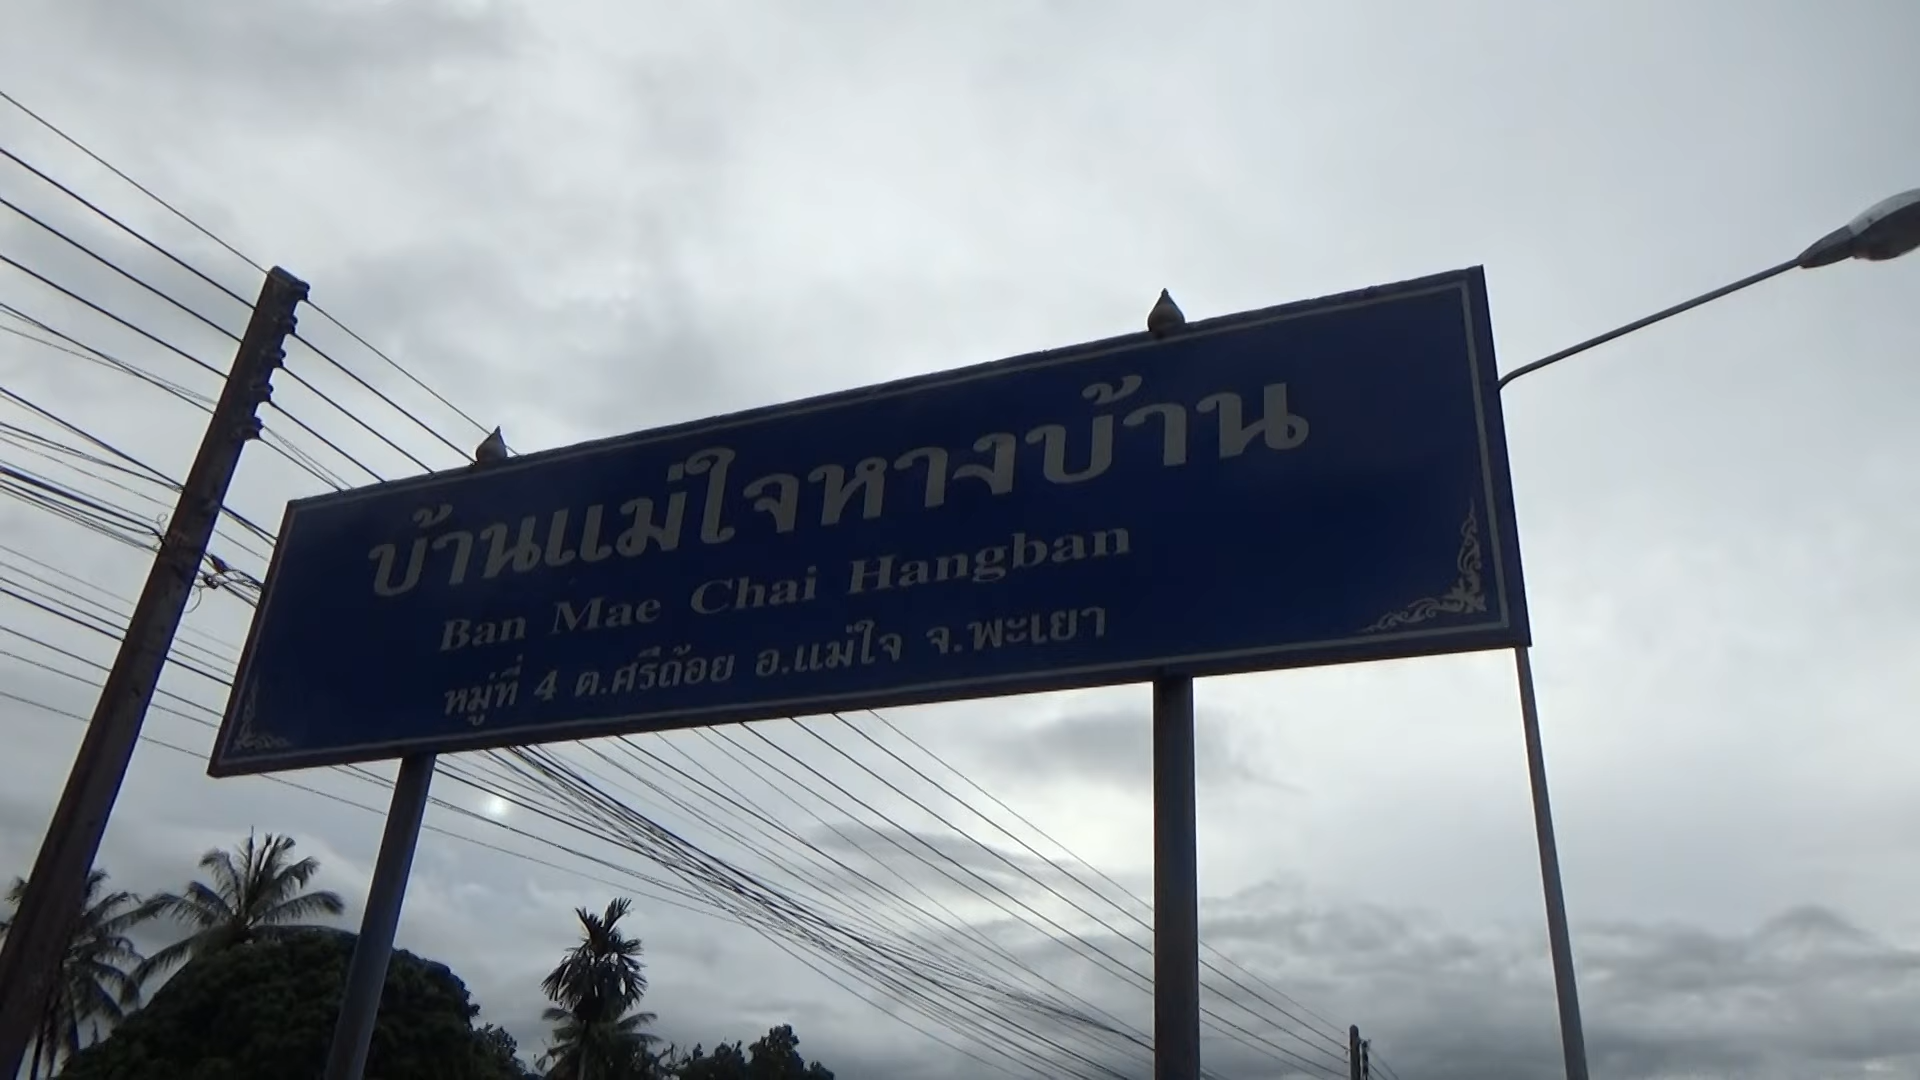 บ้านแม่ใจหางบ้าน
Ban Mae Chai Hangban
หมู่ที่ 4 ต.ศรีถ้อย อ.แม่ใจ จ.พะเยา